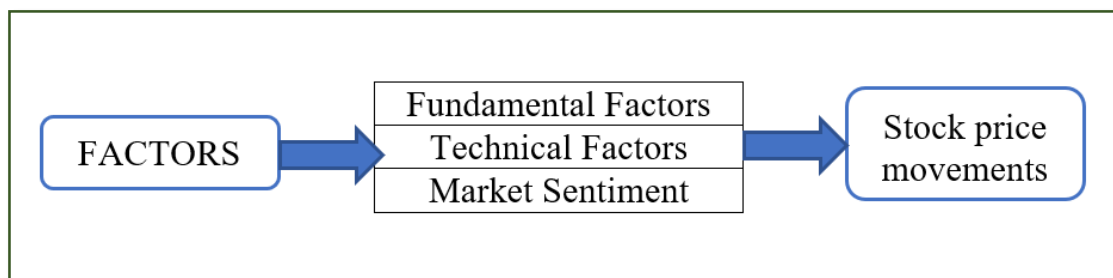 FACTORS
Fundamental Factors
Technical Factors
Market Sentiment
Stock price
movements